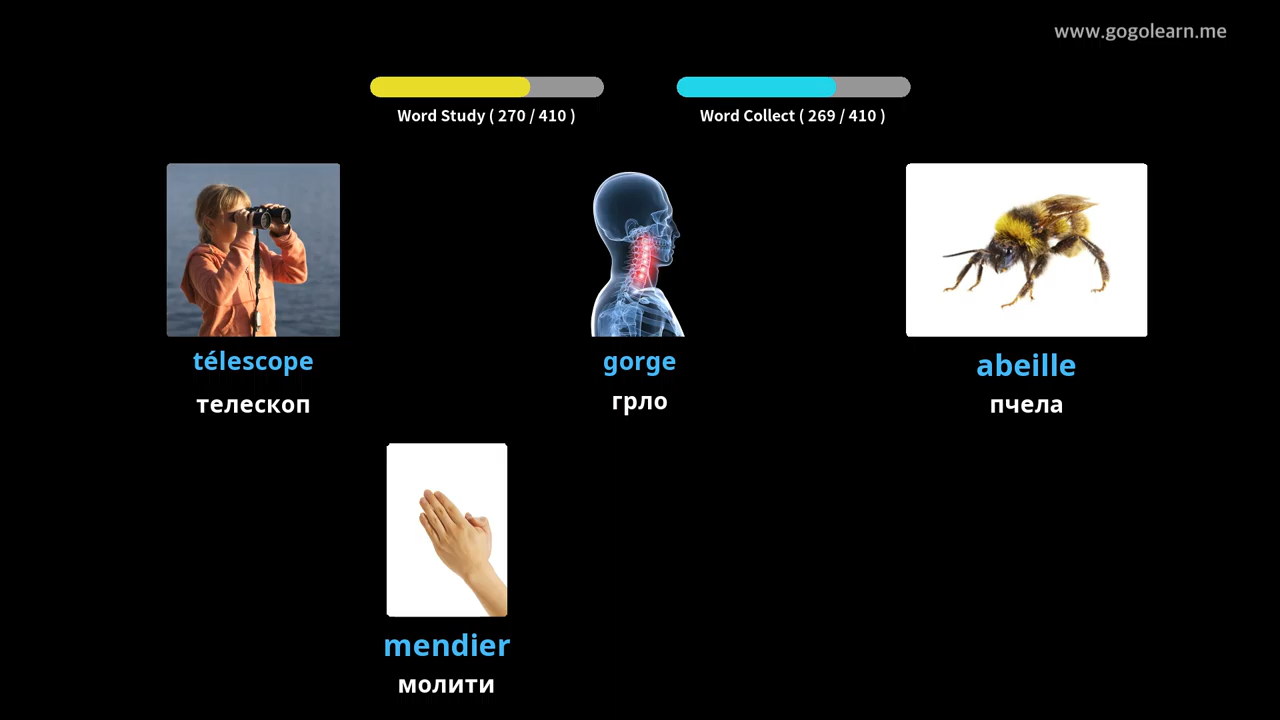 www.gogolearn.me
Word Study ( 270 / 410 )
Word Collect ( 269 / 410 )
télescope
телескоп
gorge
грло
abeille
пчела
mendier
молити